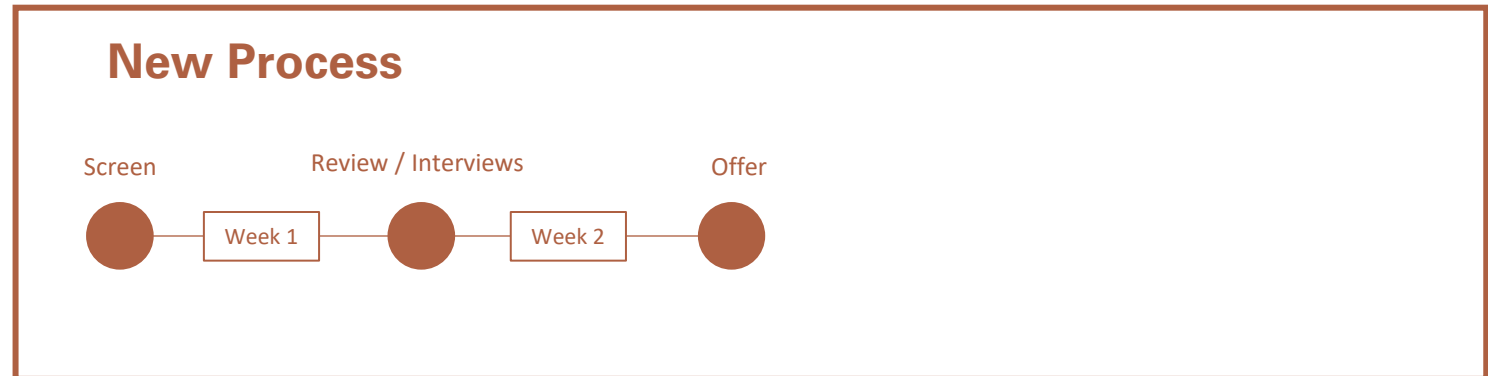 New Process
Screen
Review / Interviews
Offer
Week 1
Week 2